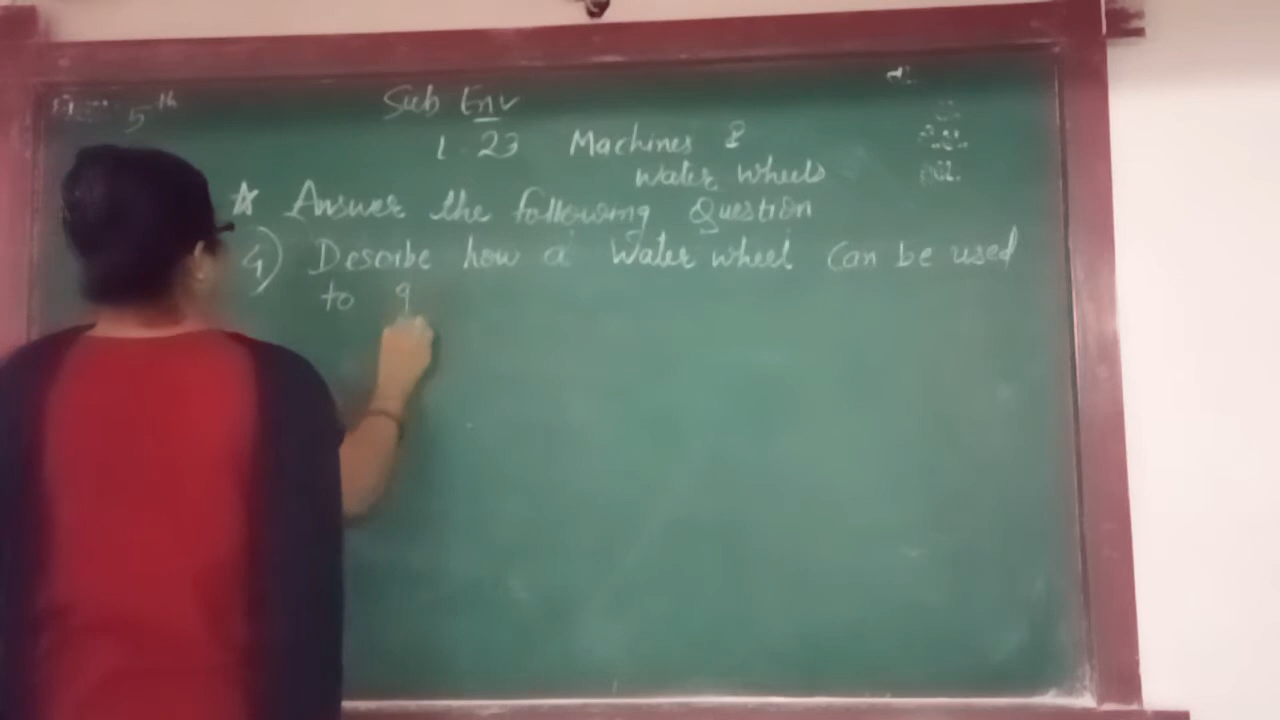 5th
Sub Env
L-23 Machines &
water wheels
☆ Answer the following Question
4) Describe how a Water wheel can be used
to g